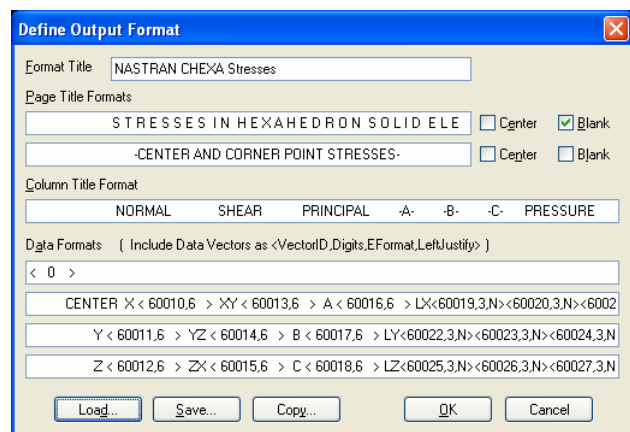 Define Output Format
Format Title NASTRAN CHEXA Stresses
Page Title Formats
S T R E S S E S I N H E X A H E D R O N S O L I D E L E Center Blank
-CENTER AND CORNER POINT STRESSES- Center Blank
Column Title Format
NORMAL SHEAR PRINCIPAL -A- -B- -C- PRESSURE
Data Formats ( Include Data Vectors as <VectorID,Digits,EFormat,LeftJustify> )
< 0 >
CENTER X < 60010,6 > XY < 60013,6 > A < 60016,6 > LX<60019,3,N><60020,3,N><6002
Y < 60011,6 > YZ < 60014,6 > B < 60017,6 > LY<60022,3,N><60023,3,N><60024,3,N
Z < 60012,6 > ZX < 60015,6 > C < 60018,6 > LZ<60025,3,N><60026,3,N><60027,3,N
Load... Save... Copy... OK Cancel